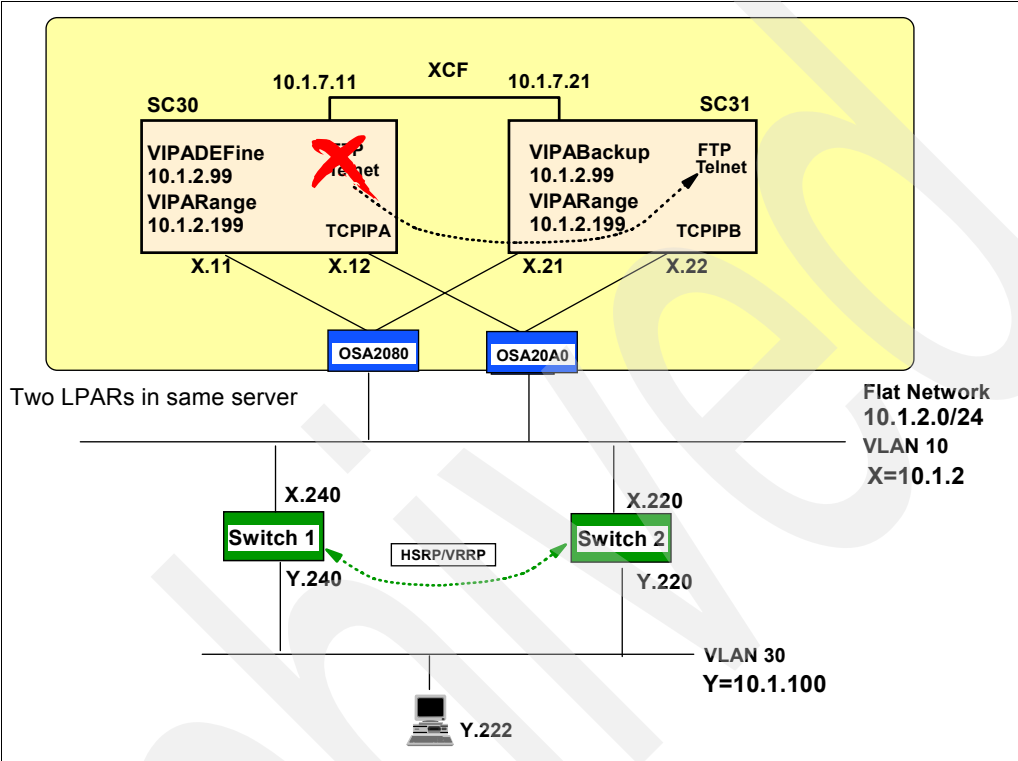 XCF
10.1.7.11
10.1.7.21
SC30
SC31
VIPADEFine
10.1.2.99
VIPARange
10.1.2.199
FTP
Telnet
TCPIPA
VIPABackup
10.1.2.99
VIPARange
10.1.2.199
FTP
Telnet
TCPIPB
X.11
X.12
X.21
X.22
OSA2080
OSA20A0
Two LPARs in same server
Flat Network
10.1.2.0/24
VLAN 10
X=10.1.2
X.240
X.220
Switch 1
HSRP/VRRP
Switch 2
Y.240
Y.220
VLAN 30
Y=10.1.100
Y.222